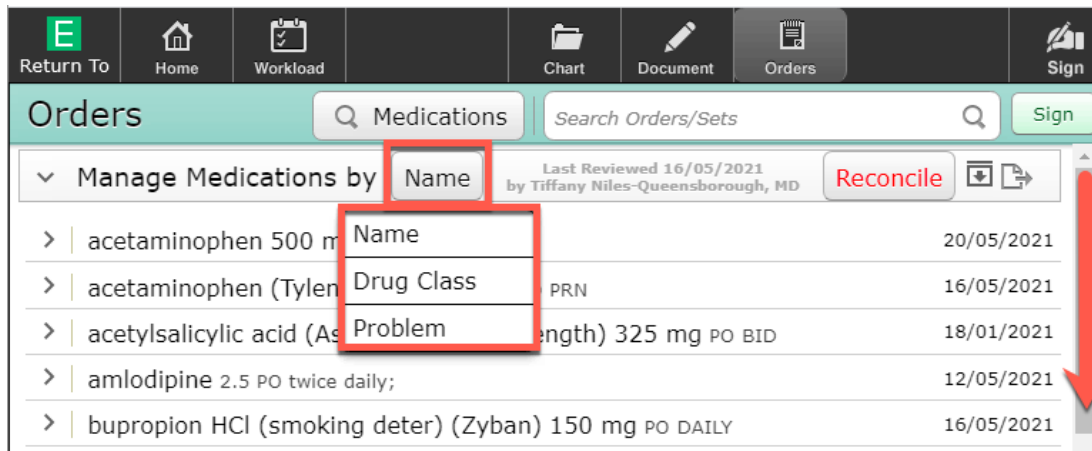 E
Return To Home Workload Chart Document Orders Sign
Orders Medications Search Orders/Sets Sign
Manage Medications by Name Last Reviewed 16/05/2021 by Tiffany Niles-Queensborough, MD Reconcile
Name
Drug Class
Problem
acetaminophen 500 m 20/05/2021
acetaminophen (Tylen PRN 16/05/2021
acetylsalicylic acid (As ength) 325 mg PO BID 18/01/2021
amlodipine 2.5 PO twice daily; 12/05/2021
bupropion HCl (smoking deter) (Zyban) 150 mg PO DAILY 16/05/2021